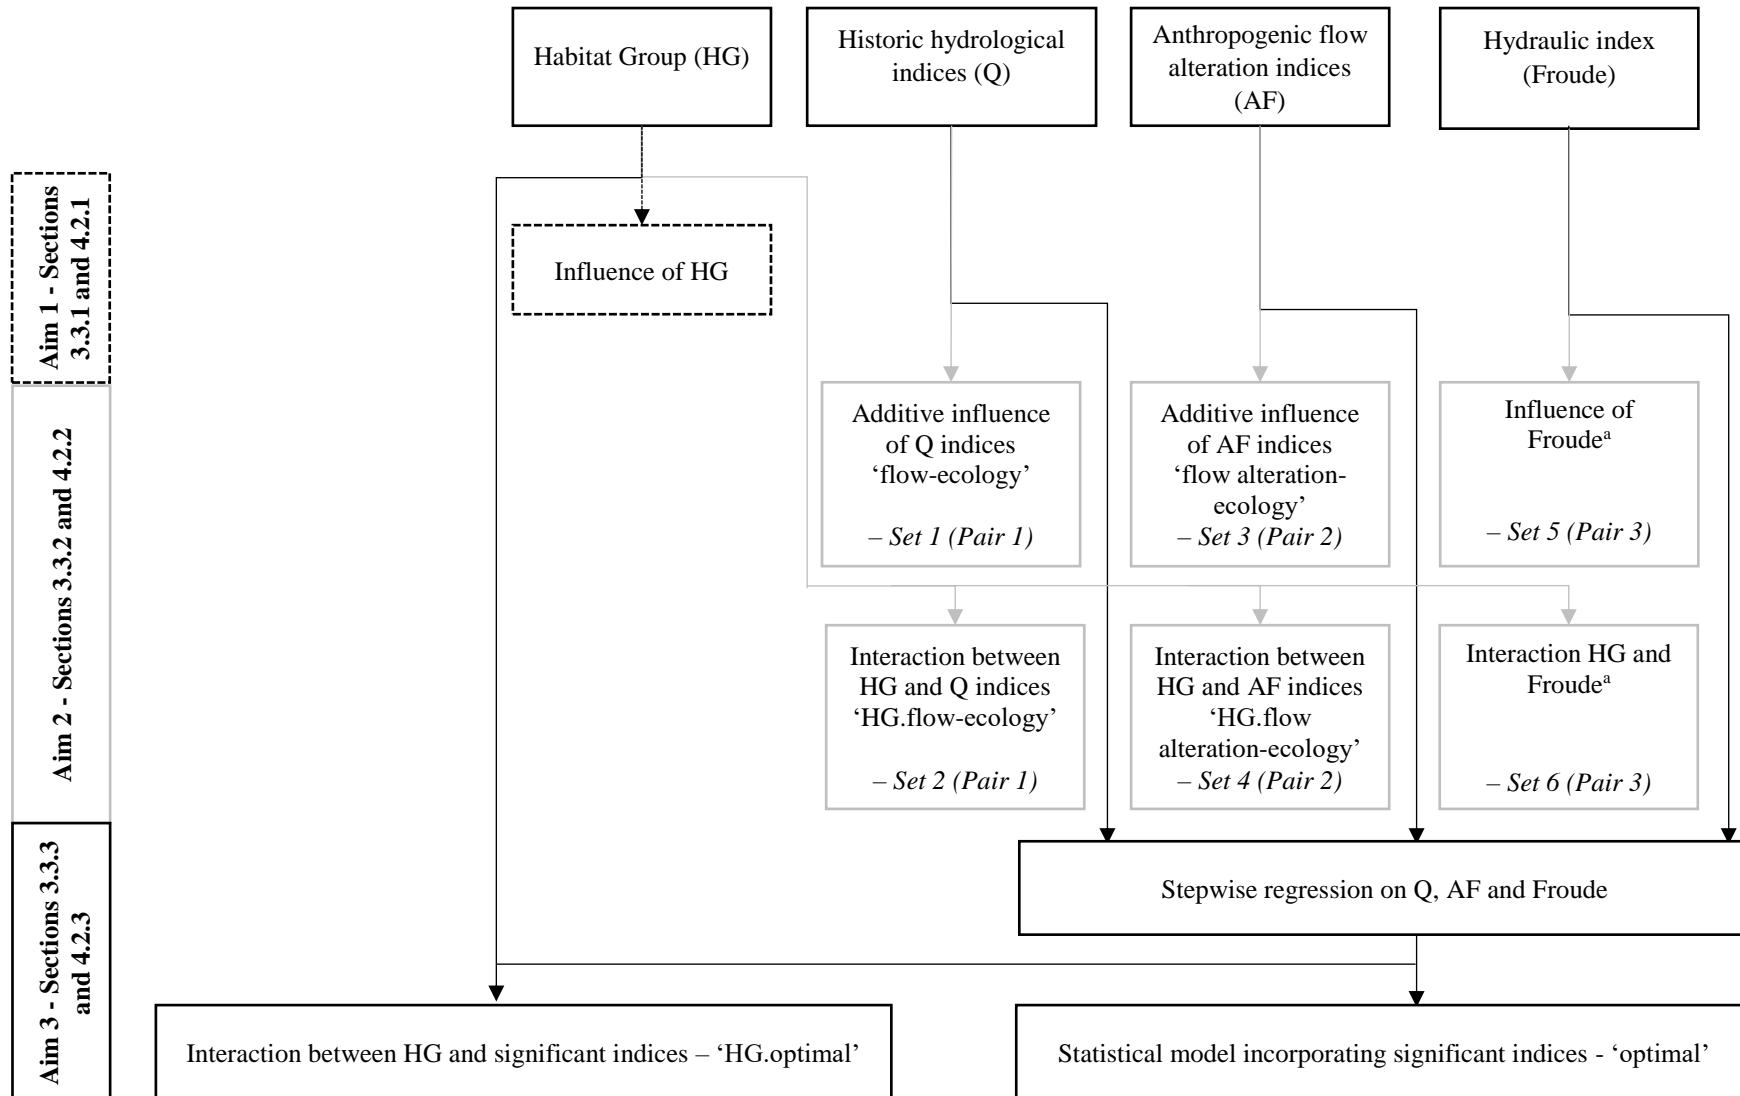 Habitat Group (HG)
Historic hydrological
indices (Q)
Anthropogenic flow
alteration indices
(AF)
Hydraulic index
(Froude)
Aim 1 - Sections
3.3.1 and 4.2.1
Influence of HG
Aim 2 - Sections 3.3.2 and 4.2.2
Additive influence
of Q indices
‘flow-ecology’
– Set 1 (Pair 1)
Additive influence
of AF indices
‘flow alteration-
ecology’
– Set 3 (Pair 2)
Influence of
Froudeᵃ
– Set 5 (Pair 3)
Interaction between
HG and Q indices
‘HG.flow-ecology’
– Set 2 (Pair 1)
Interaction between
HG and AF indices
‘HG.flow
alteration-ecology’
– Set 4 (Pair 2)
Interaction HG and
Froudeᵃ
– Set 6 (Pair 3)
Aim 3 - Sections 3.3.3
and 4.2.3
Stepwise regression on Q, AF and Froude
Interaction between HG and significant indices – ‘HG.optimal’
Statistical model incorporating significant indices - ‘optimal’